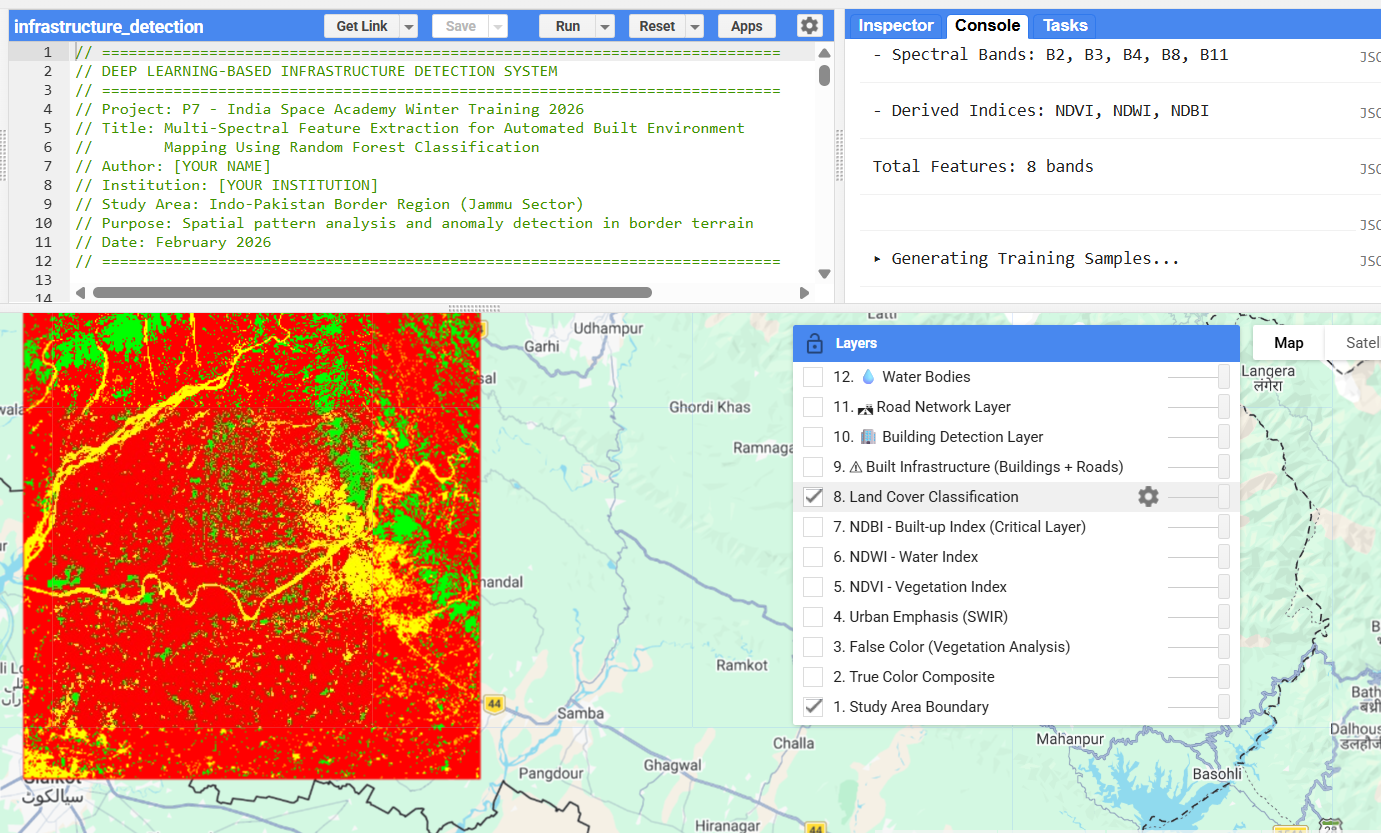 infrastructure_detection
Get Link
Save
Run
Reset
Apps
1 // ============================================================================
2 // DEEP LEARNING-BASED INFRASTRUCTURE DETECTION SYSTEM
3 // ============================================================================
4 // Project: P7 - India Space Academy Winter Training 2026
5 // Title: Multi-Spectral Feature Extraction for Automated Built Environment
6 //        Mapping Using Random Forest Classification
7 // Author: [YOUR NAME]
8 // Institution: [YOUR INSTITUTION]
9 // Study Area: Indo-Pakistan Border Region (Jammu Sector)
10 // Purpose: Spatial pattern analysis and anomaly detection in border terrain
11 // Date: February 2026
12 // ============================================================================
13
14
Inspector
Console
Tasks
- Spectral Bands: B2, B3, B4, B8, B11
JSO
- Derived Indices: NDVI, NDWI, NDBI
JSO
Total Features: 8 bands
JSO
JSO
▸ Generating Training Samples...
JSO
Layers
12. 💧 Water Bodies
11. 🛤 Road Network Layer
10. 🏢 Building Detection Layer
9. ⚠ Built Infrastructure (Buildings + Roads)
8. Land Cover Classification
7. NDBI - Built-up Index (Critical Layer)
6. NDWI - Water Index
5. NDVI - Vegetation Index
4. Urban Emphasis (SWIR)
3. False Color (Vegetation Analysis)
2. True Color Composite
1. Study Area Boundary
Map
Satell
Udhampur
Garhi
Ghordi Khas
Ramnaga
Langera
लंगेरा
Ramkot
44
Samba
Challa
Mahanpur
Pangdour
Ghagwal
Basohli
Hiranagar
44
سیالکوٹ